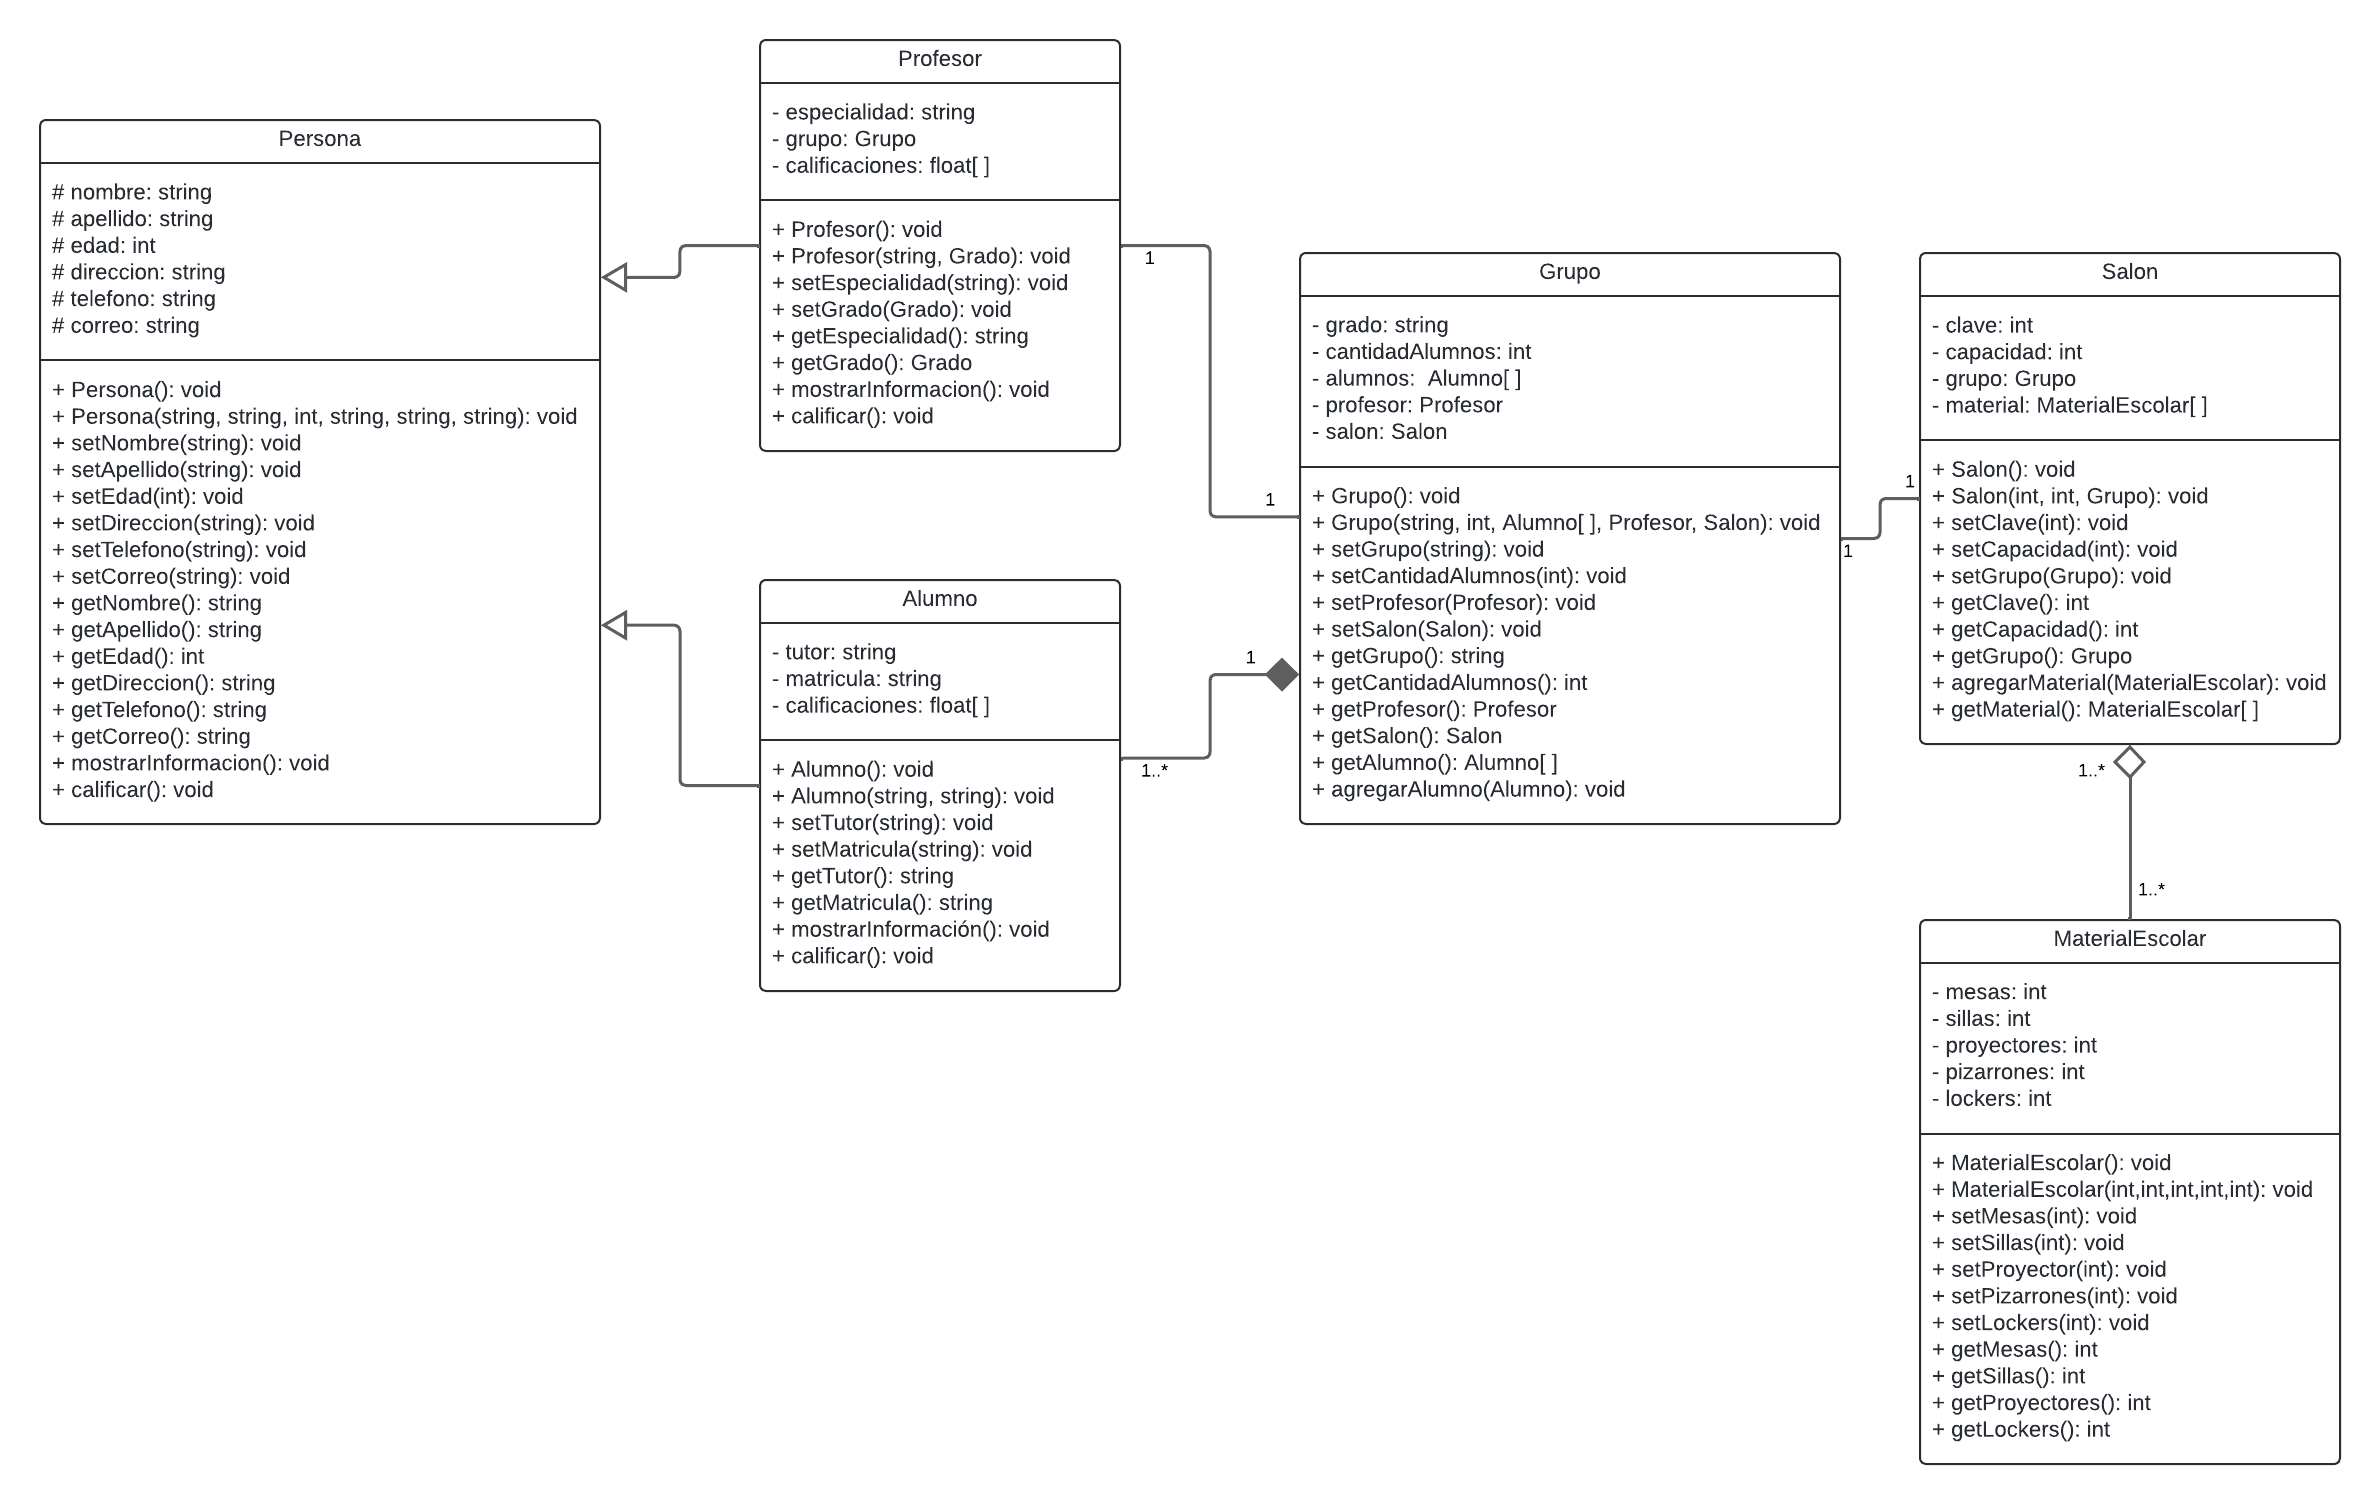 Persona
# nombre: string
# apellido: string
# edad: int
# direccion: string
# telefono: string
# correo: string
+ Persona(): void
+ Persona(string, string, int, string, string, string): void
+ setNombre(string): void
+ setApellido(string): void
+ setEdad(int): void
+ setDireccion(string): void
+ setTelefono(string): void
+ setCorreo(string): void
+ getNombre(): string
+ getApellido(): string
+ getEdad(): int
+ getDireccion(): string
+ getTelefono(): string
+ getCorreo(): string
+ mostrarInformacion(): void
+ calificar(): void
Profesor
- especialidad: string
- grupo: Grupo
- calificaciones: float[ ]
+ Profesor(): void
+ Profesor(string, Grado): void
+ setEspecialidad(string): void
+ setGrado(Grado): void
+ getEspecialidad(): string
+ getGrado(): Grado
+ mostrarInformacion(): void
+ calificar(): void
1
1
Alumno
- tutor: string
- matricula: string
- calificaciones: float[ ]
+ Alumno(): void
+ Alumno(string, string): void
+ setTutor(string): void
+ setMatricula(string): void
+ getTutor(): string
+ getMatricula(): string
+ mostrarInformación(): void
+ calificar(): void
1
1..*
Grupo
- grado: string
- cantidadAlumnos: int
- alumnos:  Alumno[ ]
- profesor: Profesor
- salon: Salon
+ Grupo(): void
+ Grupo(string, int, Alumno[ ], Profesor, Salon): void
+ setGrupo(string): void
+ setCantidadAlumnos(int): void
+ setProfesor(Profesor): void
+ setSalon(Salon): void
+ getGrupo(): string
+ getCantidadAlumnos(): int
+ getProfesor(): Profesor
+ getSalon(): Salon
+ getAlumno(): Alumno[ ]
+ agregarAlumno(Alumno): void
1
1
Salon
- clave: int
- capacidad: int
- grupo: Grupo
- material: MaterialEscolar[ ]
+ Salon(): void
+ Salon(int, int, Grupo): void
+ setClave(int): void
+ setCapacidad(int): void
+ setGrupo(Grupo): void
+ getClave(): int
+ getCapacidad(): int
+ getGrupo(): Grupo
+ agregarMaterial(MaterialEscolar): void
+ getMaterial(): MaterialEscolar[ ]
1..*
1..*
MaterialEscolar
- mesas: int
- sillas: int
- proyectores: int
- pizarrones: int
- lockers: int
+ MaterialEscolar(): void
+ MaterialEscolar(int,int,int,int,int): void
+ setMesas(int): void
+ setSillas(int): void
+ setProyector(int): void
+ setPizarrones(int): void
+ setLockers(int): void
+ getMesas(): int
+ getSillas(): int
+ getProyectores(): int
+ getLockers(): int